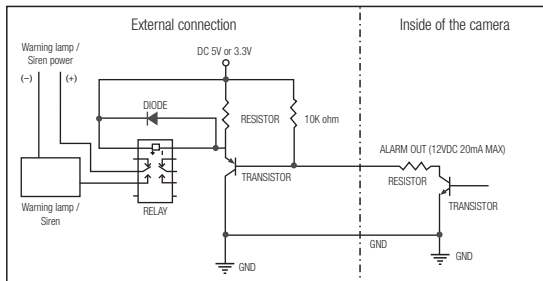 External connection
Inside of the camera
Warning lamp /
Siren power
(−)
(+)
DC 5V or 3.3V
DIODE
RESISTOR
10K ohm
ALARM OUT (12VDC 20mA MAX)
RESISTOR
TRANSISTOR
TRANSISTOR
Warning lamp /
Siren
RELAY
GND
GND
GND